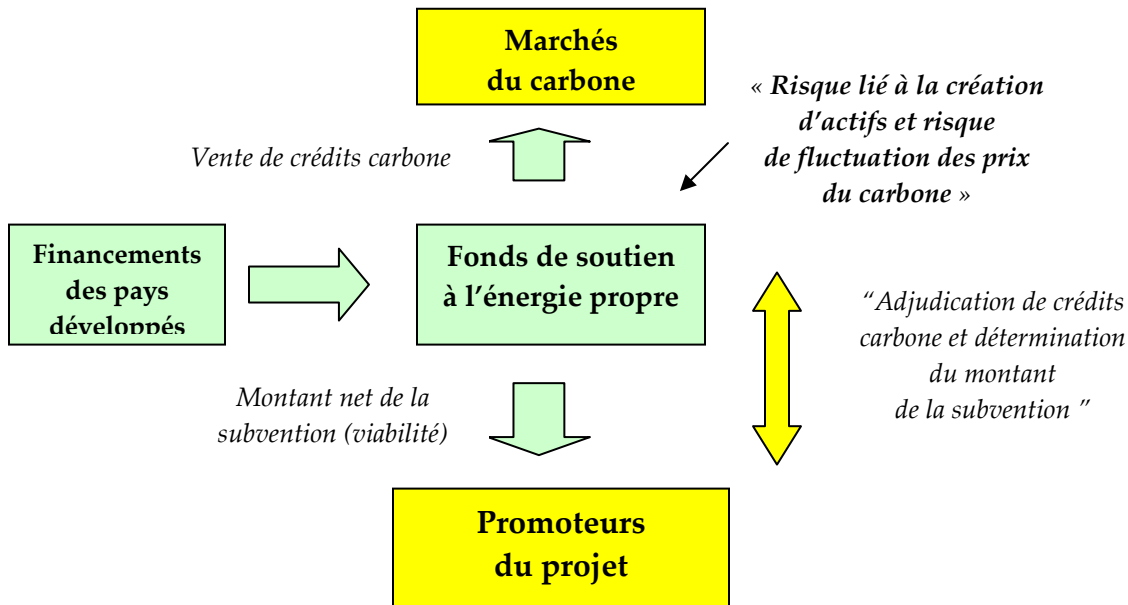 Marchés
du carbone
« Risque lié à la création
d’actifs et risque
de fluctuation des prix
du carbone »
Vente de crédits carbone
Financements
des pays
développés
Fonds de soutien
à l’énergie propre
“Adjudication de crédits
carbone et détermination
du montant
de la subvention ”
Montant net de la
subvention (viabilité)
Promoteurs
du projet